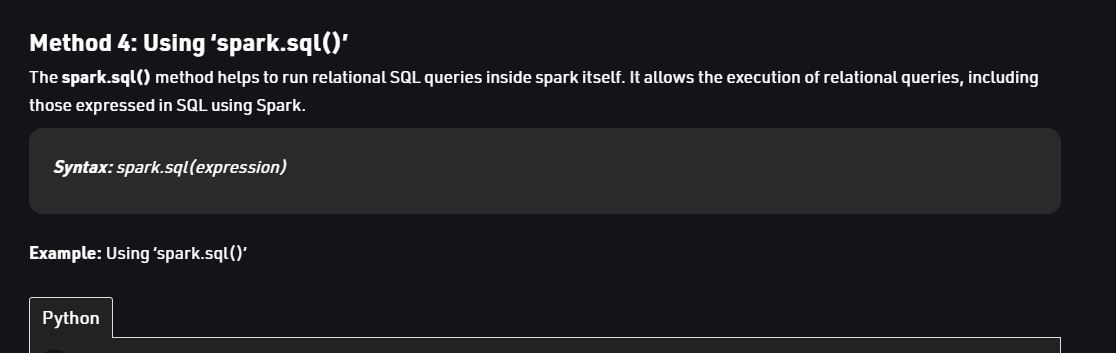 Method 4: Using ‘spark.sql()’
The spark.sql() method helps to run relational SQL queries inside spark itself. It allows the execution of relational queries, including
those expressed in SQL using Spark.
Syntax: spark.sql(expression)
Example: Using ‘spark.sql()’
Python